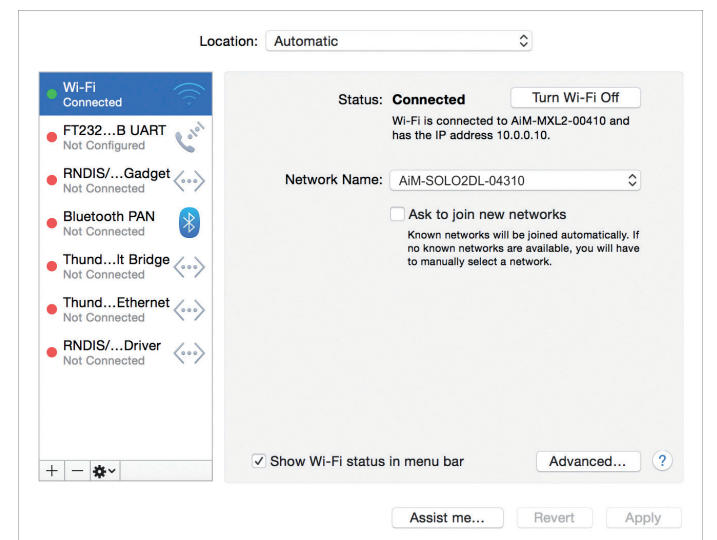 Location: Automatic
Wi-Fi
Connected
FT232...B UART
Not Configured
RNDIS/...Gadget
Not Connected
Bluetooth PAN
Not Connected
Thund...lt Bridge
Not Connected
Thund...Ethernet
Not Connected
RNDIS/...Driver
Not Connected
Status: Connected
Turn Wi-Fi Off
Wi-Fi is connected to AiM-MXL2-00410 and
has the IP address 10.0.0.10.
Network Name: AiM-SOLO2DL-04310
Ask to join new networks
Known networks will be joined automatically. If
no known networks are available, you will have
to manually select a network.
Show Wi-Fi status in menu bar
Advanced...
?
Assist me...
Revert
Apply